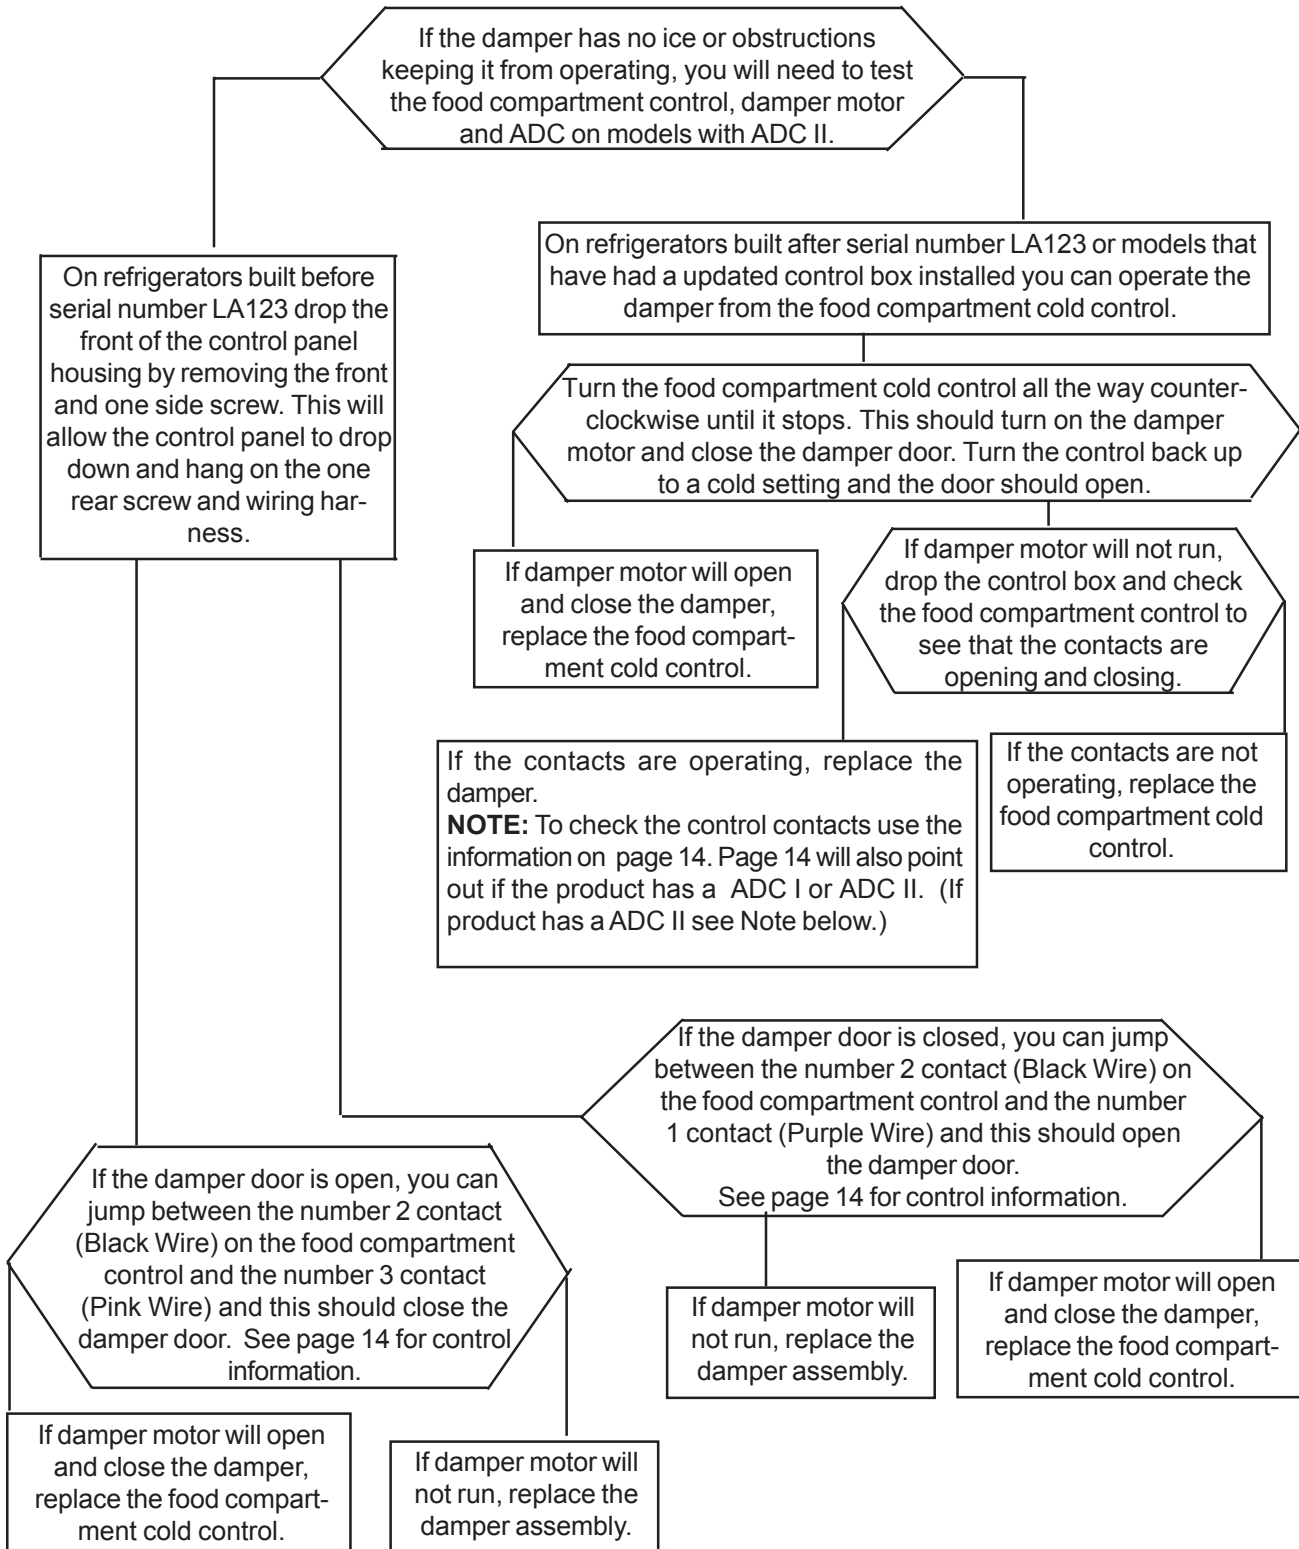 If the damper has no ice or obstructions
keeping it from operating, you will need to test
the food compartment control, damper motor
and ADC on models with ADC II.
On refrigerators built before
serial number LA123 drop the
front of the control panel
housing by removing the front
and one side screw. This will
allow the control panel to drop
down and hang on the one
rear screw and wiring har-
ness.
On refrigerators built after serial number LA123 or models that
have had a updated control box installed you can operate the
damper from the food compartment cold control.
Turn the food compartment cold control all the way counter-
clockwise until it stops. This should turn on the damper
motor and close the damper door. Turn the control back up
to a cold setting and the door should open.
If damper motor will open
and close the damper,
replace the food compart-
ment cold control.
If damper motor will not run,
drop the control box and check
the food compartment control to
see that the contacts are
opening and closing.
If the contacts are operating, replace the
damper.
NOTE: To check the control contacts use the
information on page 14. Page 14 will also point
out if the product has a ADC I or ADC II. (If
product has a ADC II see Note below.)
If the contacts are not
operating, replace the
food compartment cold
control.
If the damper door is closed, you can jump
between the number 2 contact (Black Wire) on
the food compartment control and the number
1 contact (Purple Wire) and this should open
the damper door.
See page 14 for control information.
If the damper door is open, you can
jump between the number 2 contact
(Black Wire) on the food compartment
control and the number 3 contact
(Pink Wire) and this should close the
damper door. See page 14 for control
information.
If damper motor will
not run, replace the
damper assembly.
If damper motor will open
and close the damper,
replace the food compart-
ment cold control.
If damper motor will open
and close the damper,
replace the food compart-
ment cold control.
If damper motor will
not run, replace the
damper assembly.